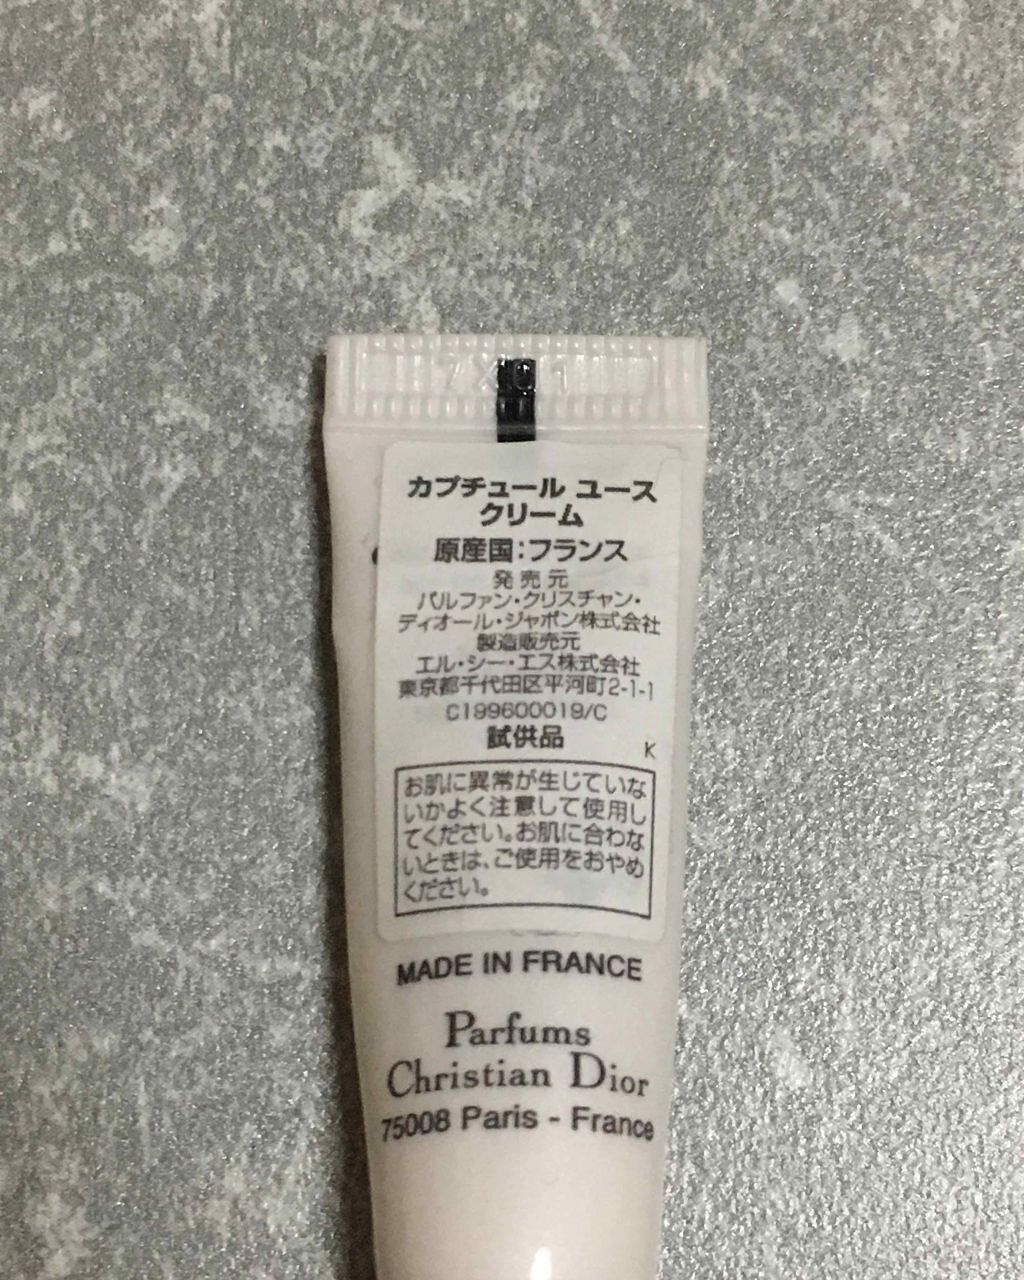 カプチュール ユース
クリーム
原産国:フランス
発売元
パルファン・クリスチャン・
ディオール・ジャポン株式会社
製造販売元
エル・シー・エス株式会社
東京都千代田区平河町2-1-1
C199600019/C
試供品
K
お肌に異常が生じていな
いかよく注意して使用し
てください。お肌に合わな
いときは、ご使用をおやめ
ください。
MADE IN FRANCE
Parfums
Christian Dior
75008 Paris - France